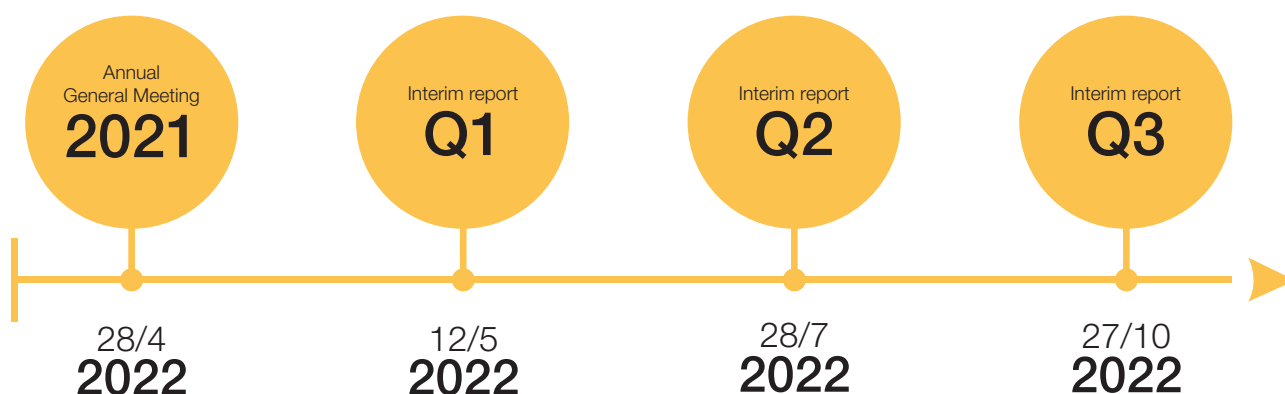 Annual
General Meeting
2021
Interim report
Q1
Interim report
Q2
Interim report
Q3
28/4
2022
12/5
2022
28/7
2022
27/10
2022